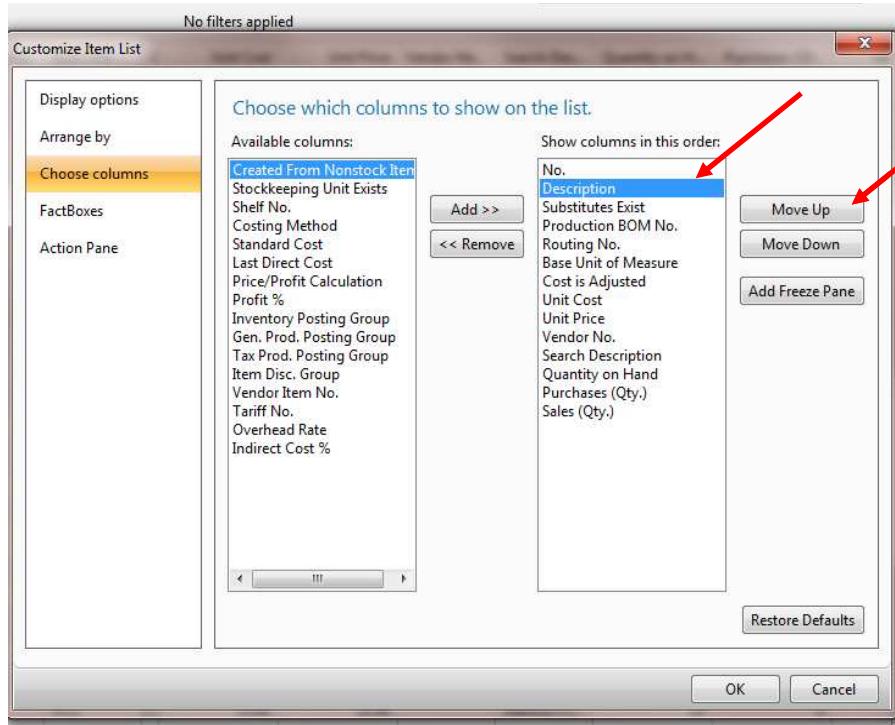 No filters applied
Customize Item List
Display options
Arrange by
Choose columns
FactBoxes
Action Pane
Choose which columns to show on the list.
Available columns:
Created From Nonstock Iten
Stockkeeping Unit Exists
Shelf No.
Costing Method
Standard Cost
Last Direct Cost
Price/Profit Calculation
Profit %
Inventory Posting Group
Gen. Prod. Posting Group
Tax Prod. Posting Group
Item Disc. Group
Vendor Item No.
Tariff No.
Overhead Rate
Indirect Cost %
Add >>
<< Remove
Show columns in this order:
No.
Description
Substitutes Exist
Production BOM No.
Routing No.
Base Unit of Measure
Cost is Adjusted
Unit Cost
Unit Price
Vendor No.
Search Description
Quantity on Hand
Purchases (Qty.)
Sales (Qty.)
Move Up
Move Down
Add Freeze Pane
Restore Defaults
OK
Cancel